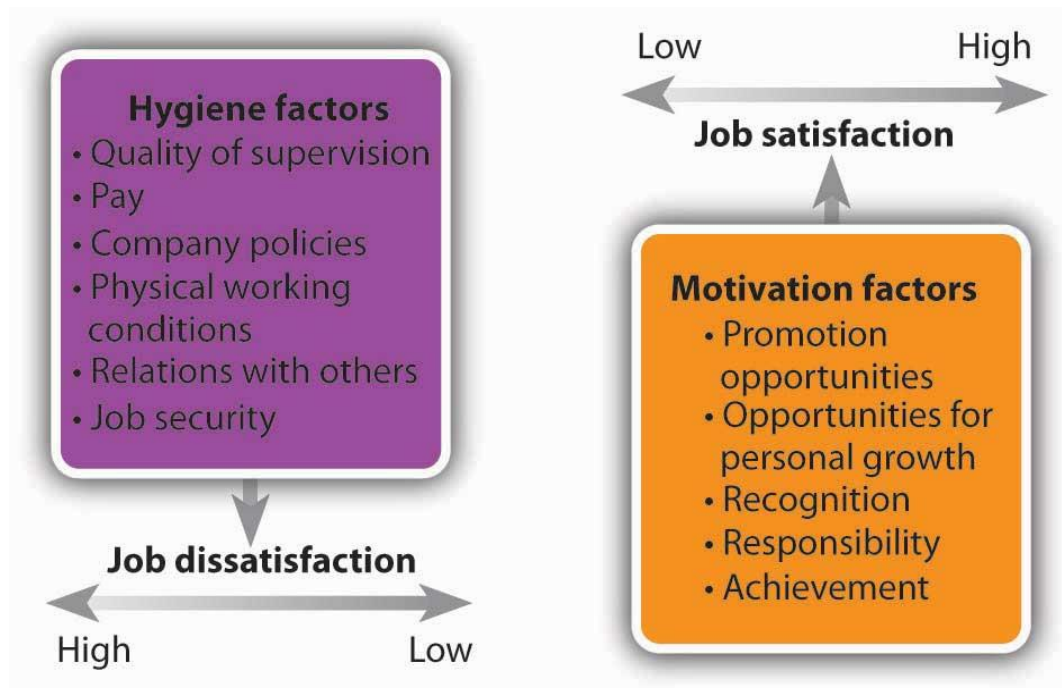 Hygiene factors
• Quality of supervision
• Pay
• Company policies
• Physical working
conditions
• Relations with others
• Job security
Job dissatisfaction
High Low
Low High
Job satisfaction
Motivation factors
• Promotion
opportunities
• Opportunities for
personal growth
• Recognition
• Responsibility
• Achievement